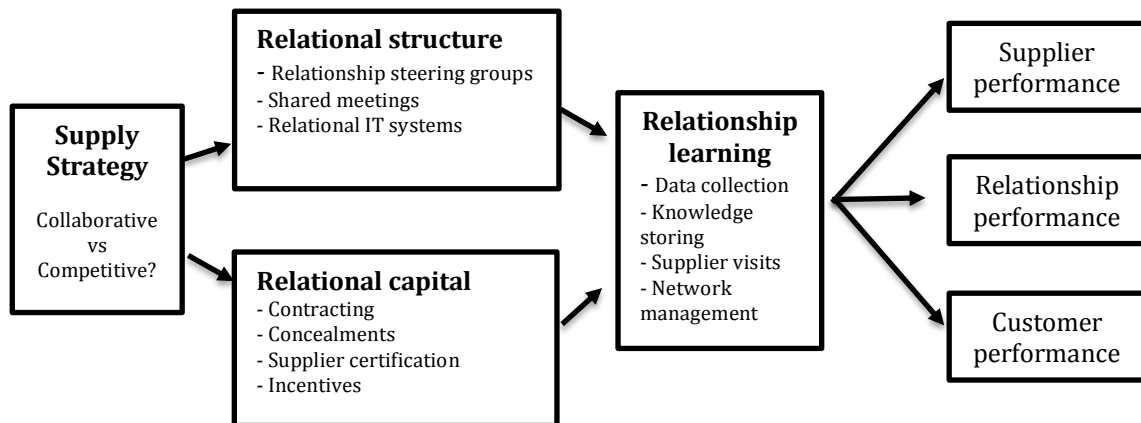 Supply
Strategy
Collaborative
vs
Competitive?
Relational structure
- Relationship steering groups
- Shared meetings
- Relational IT systems
Relational capital
- Contracting
- Concealments
- Supplier certification
- Incentives
Relationship
learning
- Data collection
- Knowledge
storing
- Supplier visits
- Network
management
Supplier
performance
Relationship
performance
Customer
performance